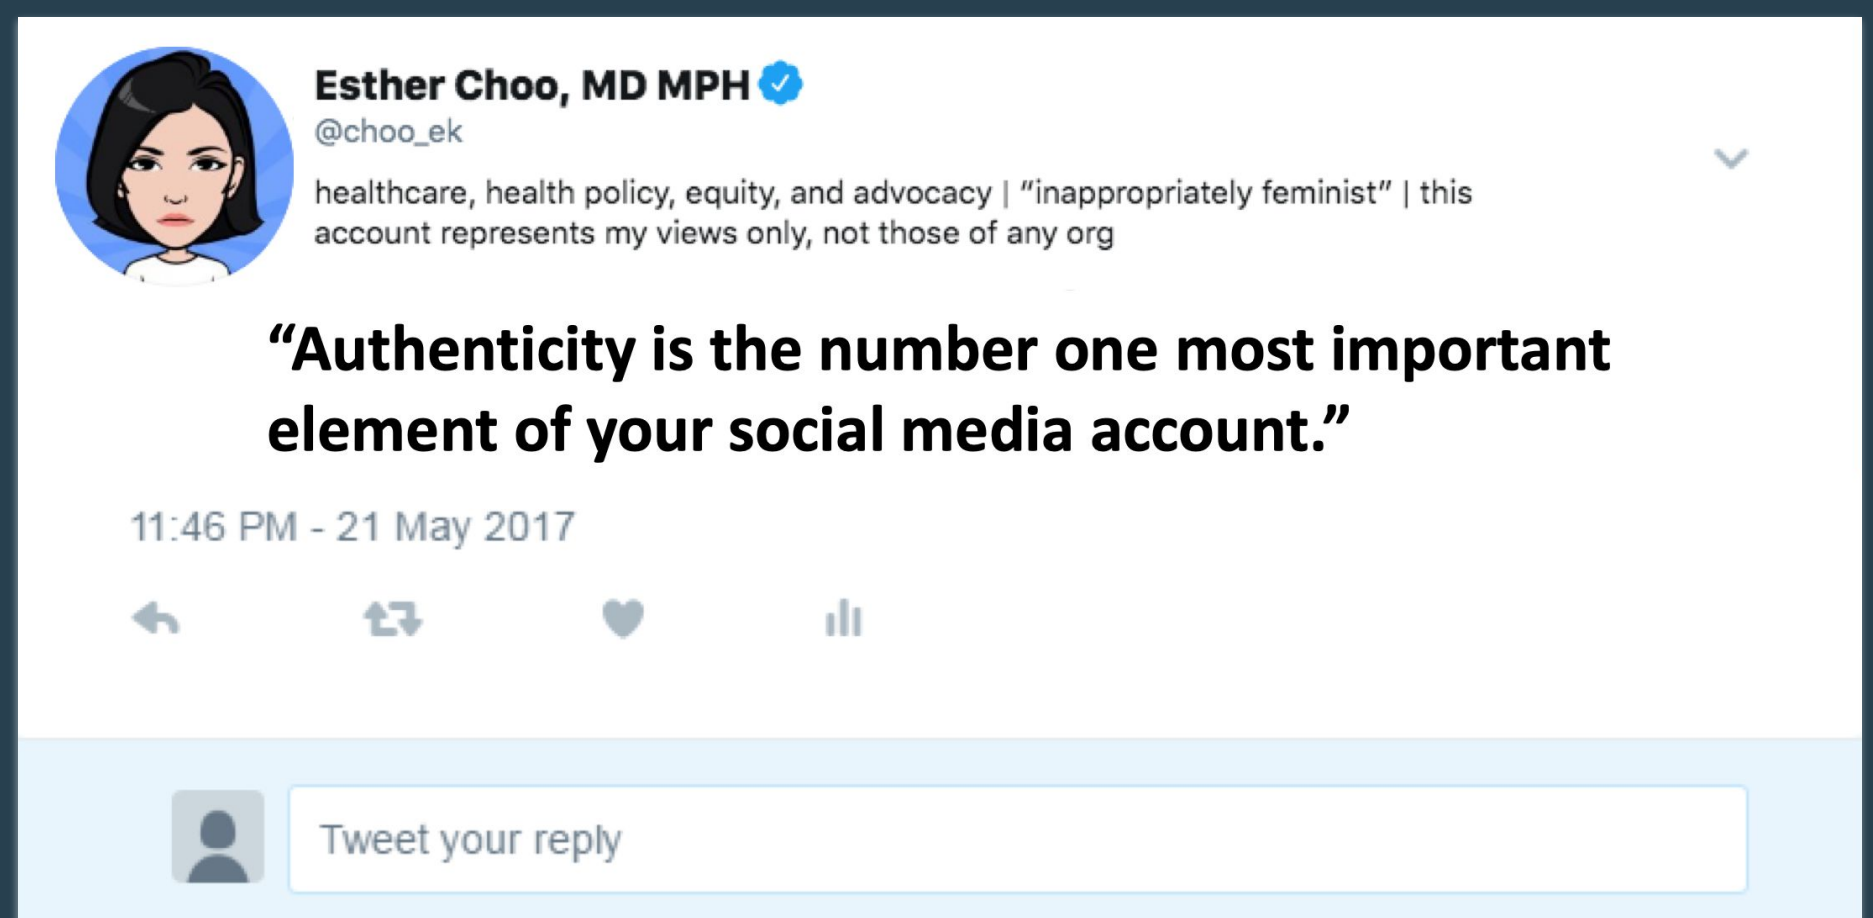 Esther Choo, MD MPH
@choo_ek
healthcare, health policy, equity, and advocacy | "inappropriately feminist" | this
account represents my views only, not those of any org
“Authenticity is the number one most important
element of your social media account.”
11:46 PM - 21 May 2017
Tweet your reply